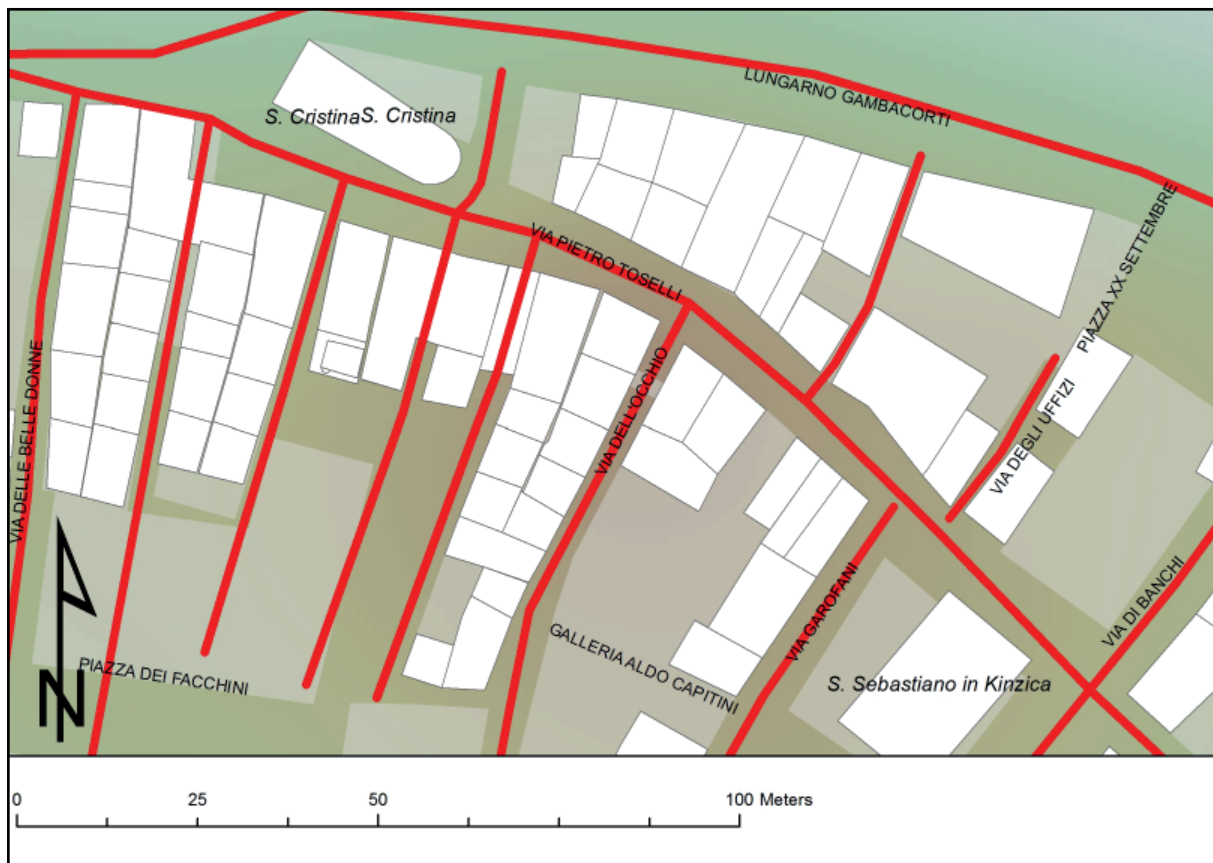 LUNGARNO GAMBACORTI
S. CristinaS. Cristina
PIAZZA XX SETTEMBRE
VIA PIETRO TOSELLI
VIA DELLE BELLE DONNE
VIA DELL'OCCHIO
VIA DEGLI UFFIZI
VIA DI BANCHI
VIA GAROFANI
GALLERIA ALDO CAPITINI
PIAZZA DEI FACCHINI
S. Sebastiano in Kinzica
N
0 25 50 100 Meters